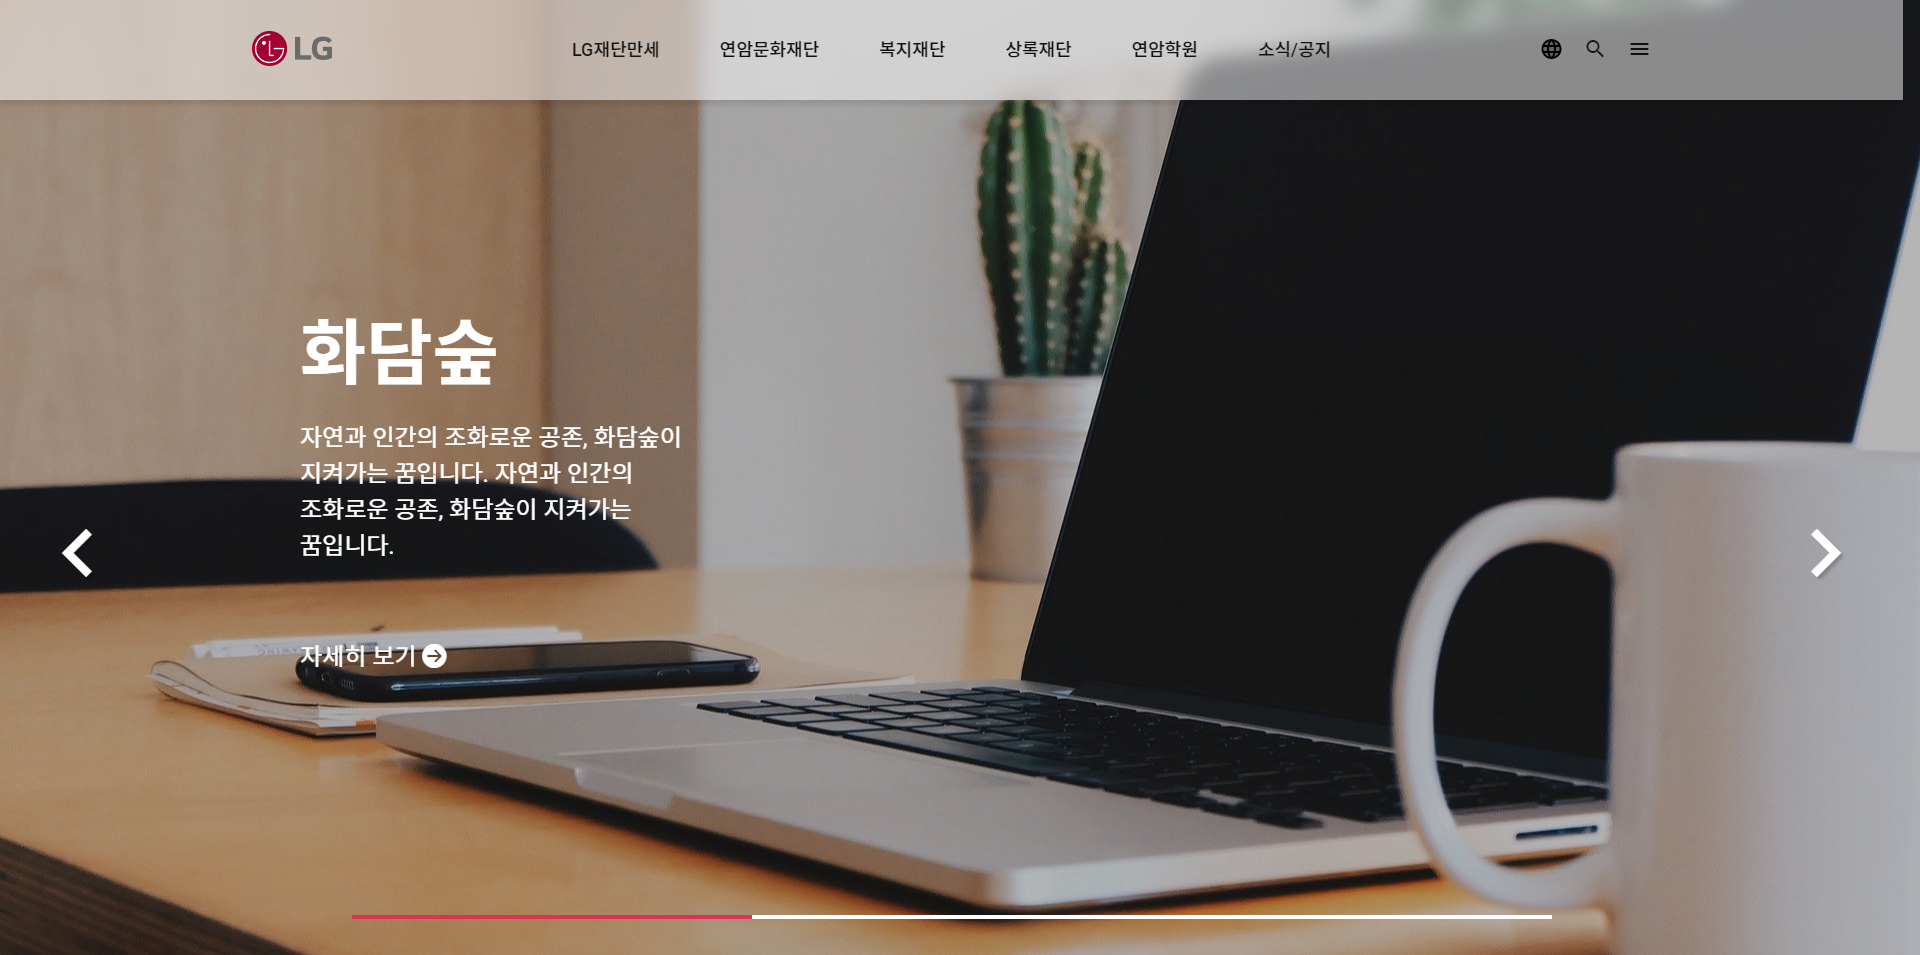 LG
LG재단만세
연암문화재단
복지재단
상록재단
연암학원
소식/공지
화담숲
자연과 인간의 조화로운 공존, 화담숲이
지켜가는 꿈입니다. 자연과 인간의
조화로운 공존, 화담숲이 지켜가는
꿈입니다.
자세히 보기